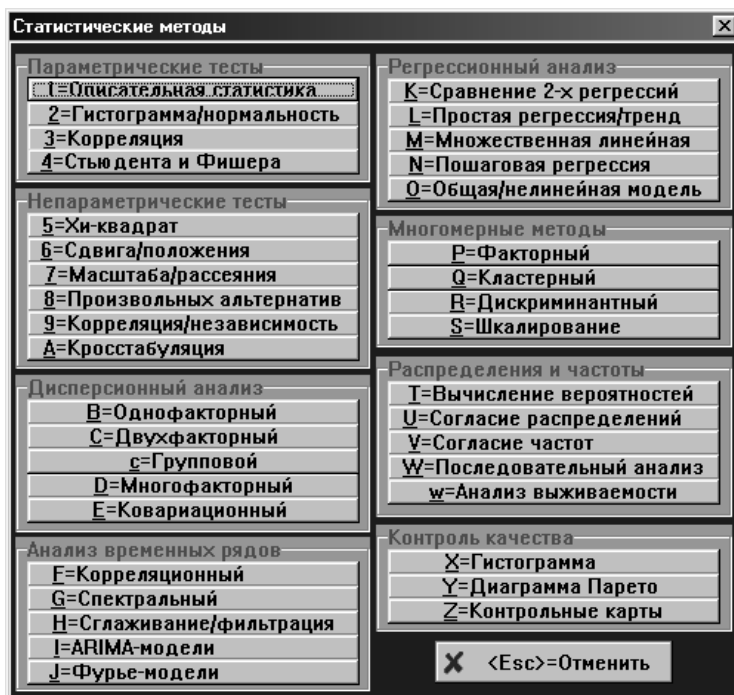 Статистические методы
Параметрические тесты
1=Описательная статистика
2=Гистограмма/нормальность
3=Корреляция
4=Стьюдента и Фишера
Непараметрические тесты
5=Хи-квадрат
6=Сдвига/положения
7=Масштаба/рассеяния
8=Произвольных альтернатив
9=Корреляция/независимость
A=Кросстабуляция
Дисперсионный анализ
B=Однофакторный
C=Двухфакторный
c=Групповой
D=Многофакторный
E=Ковариационный
Анализ временных рядов
F=Корреляционный
G=Спектральный
H=Сглаживание/фильтрация
I=ARIMA-модели
J=Фурье-модели
Регрессионный анализ
K=Сравнение 2-х регрессий
L=Простая регрессия/тренд
M=Множественная линейная
N=Пошаговая регрессия
O=Общая/нелинейная модель
Многомерные методы
P=Факторный
Q=Кластерный
R=Дискриминантный
S=Шкалирование
Распределения и частоты
T=Вычисление вероятностей
U=Согласие распределений
V=Согласие частот
W=Последовательный анализ
w=Анализ выживаемости
Контроль качества
X=Гистограмма
Y=Диаграмма Парето
Z=Контрольные карты
<Esc>=Отменить